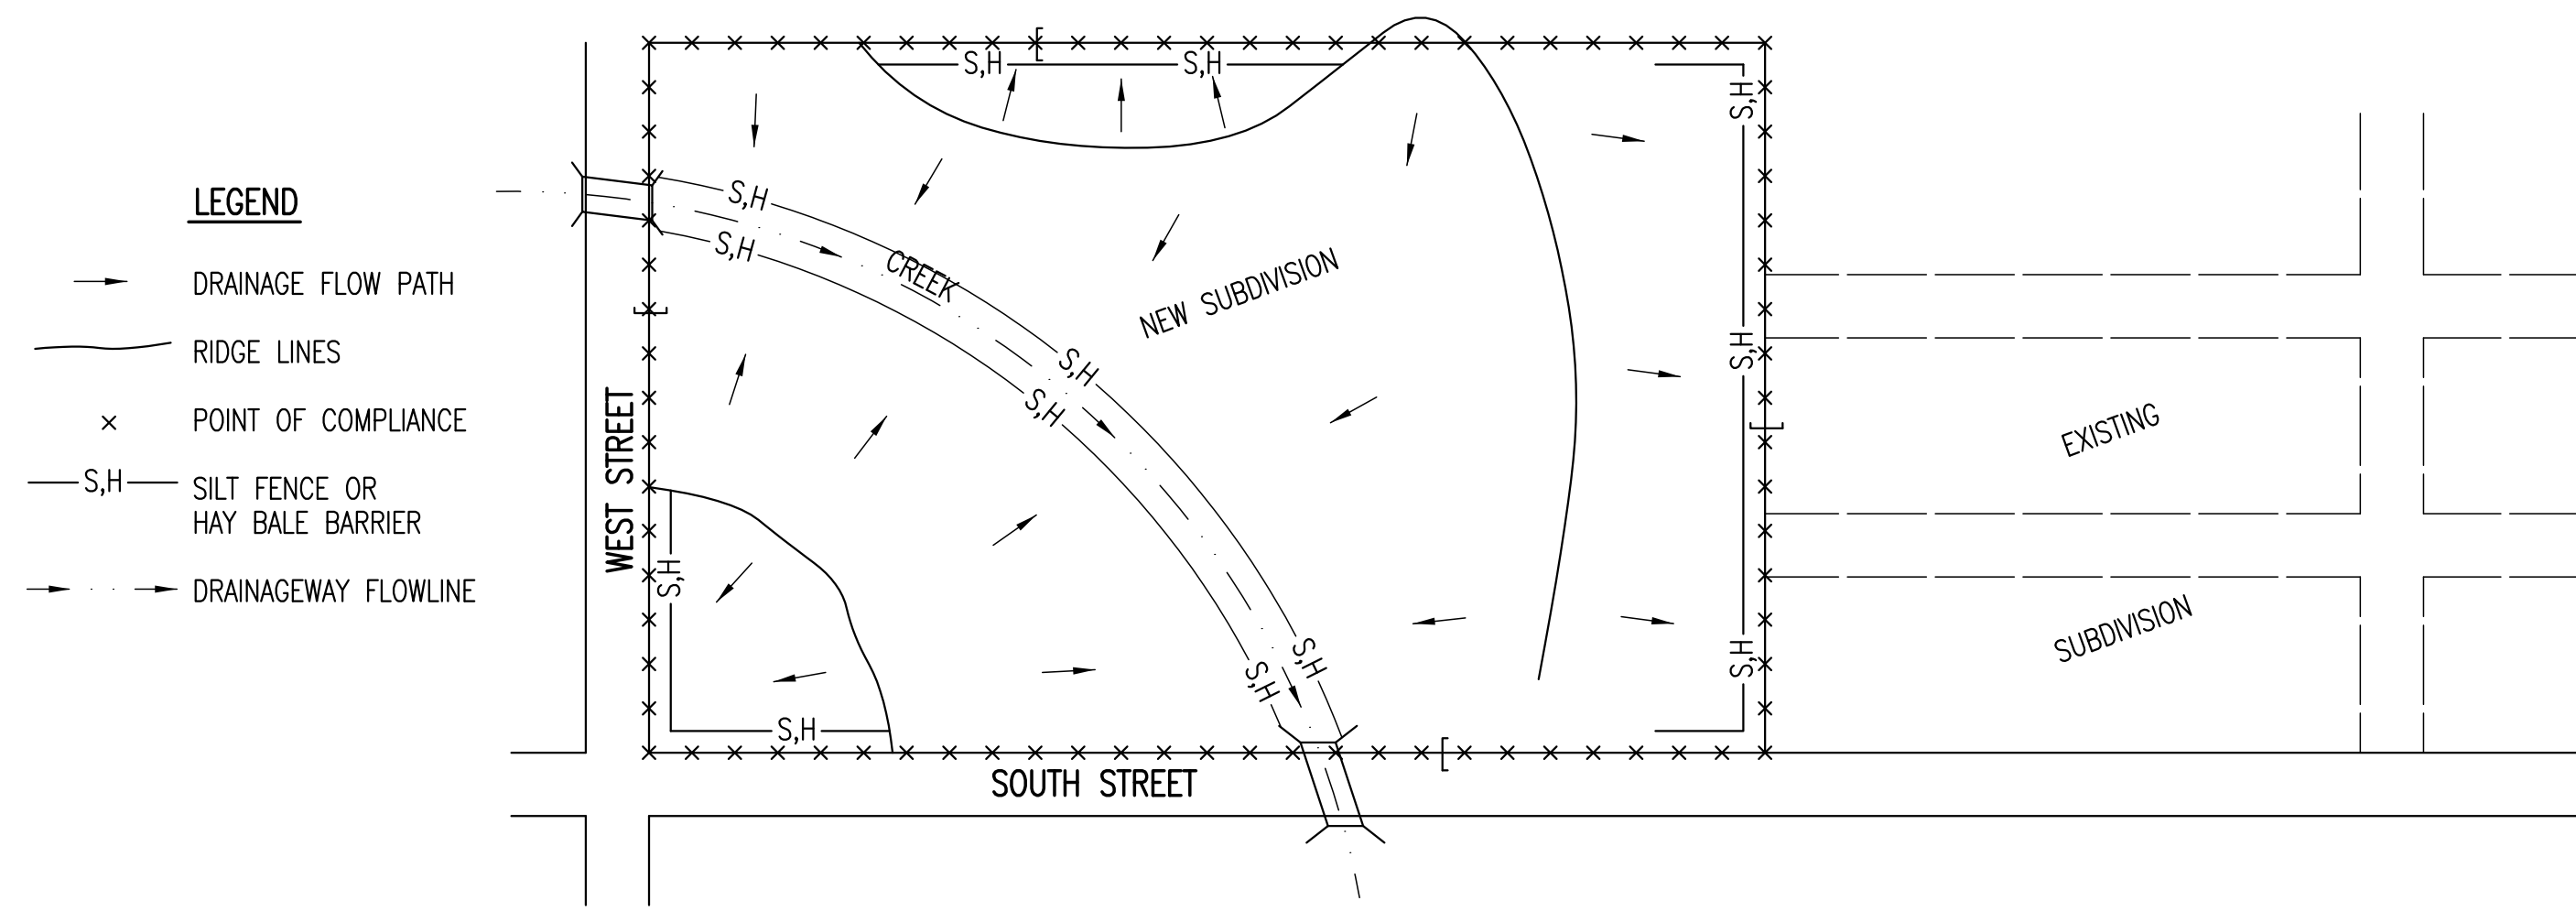 LEGEND
DRAINAGE FLOW PATH
RIDGE LINES
POINT OF COMPLIANCE
S,H
SILT FENCE OR
HAY BALE BARRIER
DRAINAGEWAY FLOWLINE
S,H
S,H
S,H
S,H
S,H
CREEK
NEW SUBDIVISION
S,H
S,H
S,H
WEST STREET
EXISTING
SUBDIVISION
S,H
S,H
S,H
S,H
S,H
SOUTH STREET